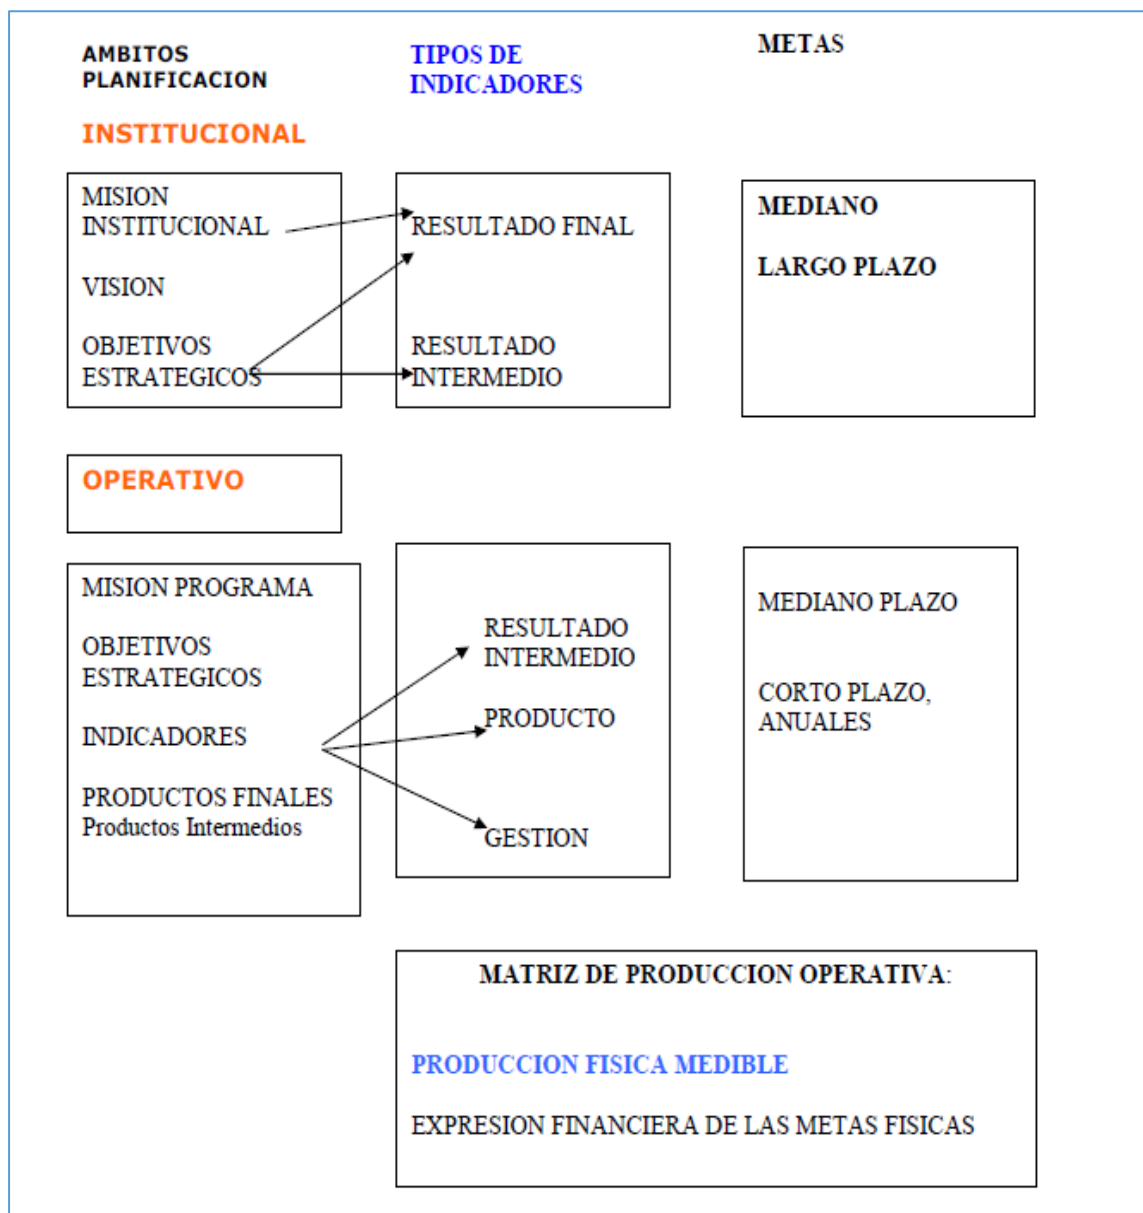 AMBITOS
PLANIFICACION
TIPOS DE
INDICADORES
METAS
INSTITUCIONAL
MISION
INSTITUCIONAL
VISION
OBJETIVOS
ESTRATEGICOS
RESULTADO FINAL
RESULTADO
INTERMEDIO
MEDIANO
LARGO PLAZO
OPERATIVO
MISION PROGRAMA
OBJETIVOS
ESTRATEGICOS
INDICADORES
PRODUCTOS FINALES
Productos Intermedios
RESULTADO
INTERMEDIO
PRODUCTO
GESTION
MEDIANO PLAZO
CORTO PLAZO,
ANUALES
MATRIZ DE PRODUCCION OPERATIVA:
PRODUCCION FISICA MEDIBLE
EXPRESION FINANCIERA DE LAS METAS FISICAS